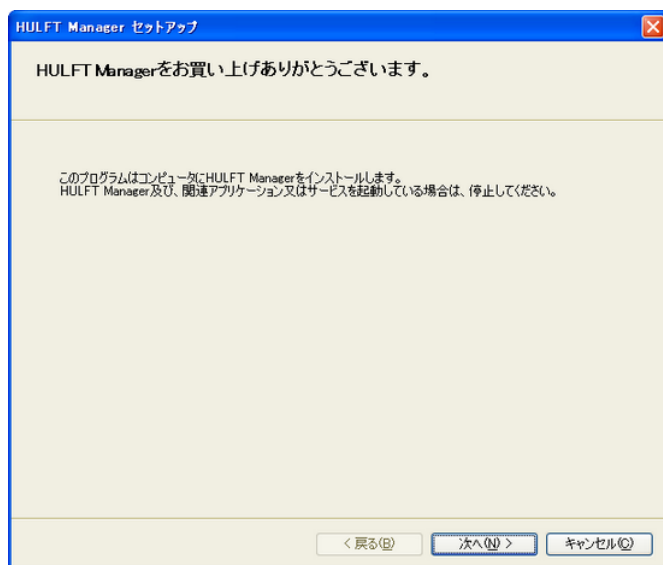 HULFT Manager セットアップ
HULFT Managerをお買い上げありがとうございます。
このプログラムはコンピュータにHULFT Managerをインストールします。
HULFT Manager及び、関連アプリケーション又はサービスを起動している場合は、停止してください。
< 戻る(B)
次へ(N) >
キャンセル(C)